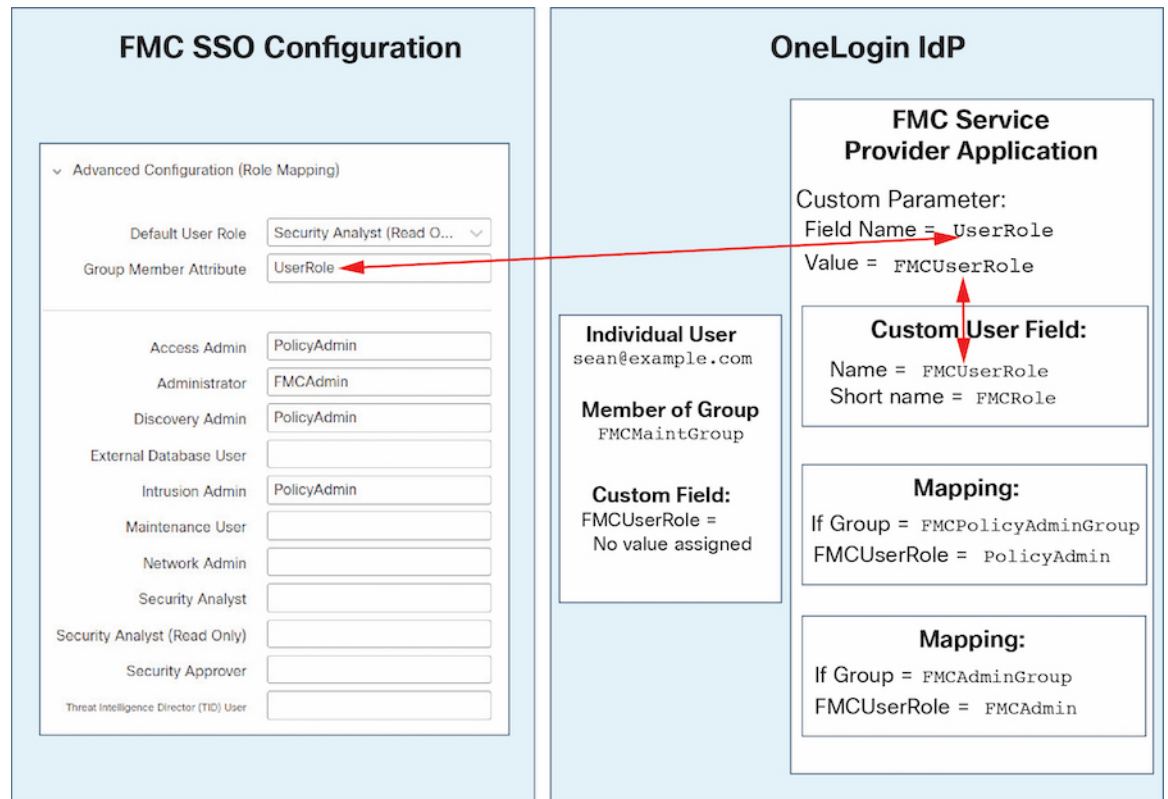 FMC SSO Configuration
Advanced Configuration (Role Mapping)
Default User Role Security Analyst (Read O...
Group Member Attribute UserRole
Access Admin PolicyAdmin
Administrator FMCAdmin
Discovery Admin PolicyAdmin
External Database User
Intrusion Admin PolicyAdmin
Maintenance User
Network Admin
Security Analyst
Security Analyst (Read Only)
Security Approver
Threat Intelligence Director (TID) User
OneLogin IdP
Individual User
sean@example.com
Member of Group
FMCMaintGroup
Custom Field:
FMCUserRole =
No value assigned
FMC Service
Provider Application
Custom Parameter:
Field Name = UserRole
Value = FMCUserRole
Custom User Field:
Name = FMCUserRole
Short name = FMCRole
Mapping:
If Group = FMCPolicyAdminGroup
FMCUserRole = PolicyAdmin
Mapping:
If Group = FMCAdminGroup
FMCUserRole = FMCAdmin